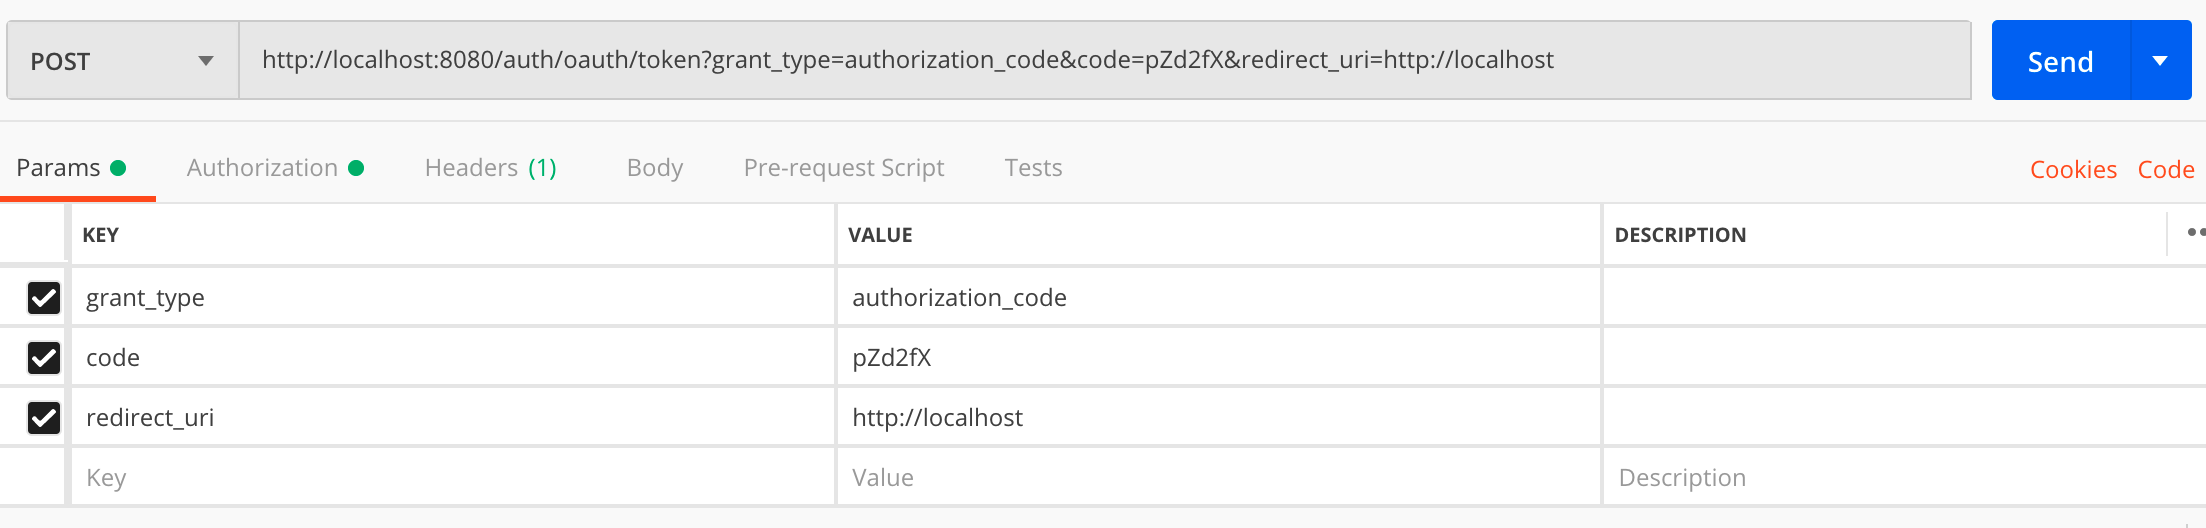 POST http://localhost:8080/auth/oauth/token?grant_type=authorization_code&code=pZd2fX&redirect_uri=http://localhost Send
Params Authorization Headers (1) Body Pre-request Script Tests Cookies Code
KEY VALUE DESCRIPTION
grant_type authorization_code
code pZd2fX
redirect_uri http://localhost
Key Value Description